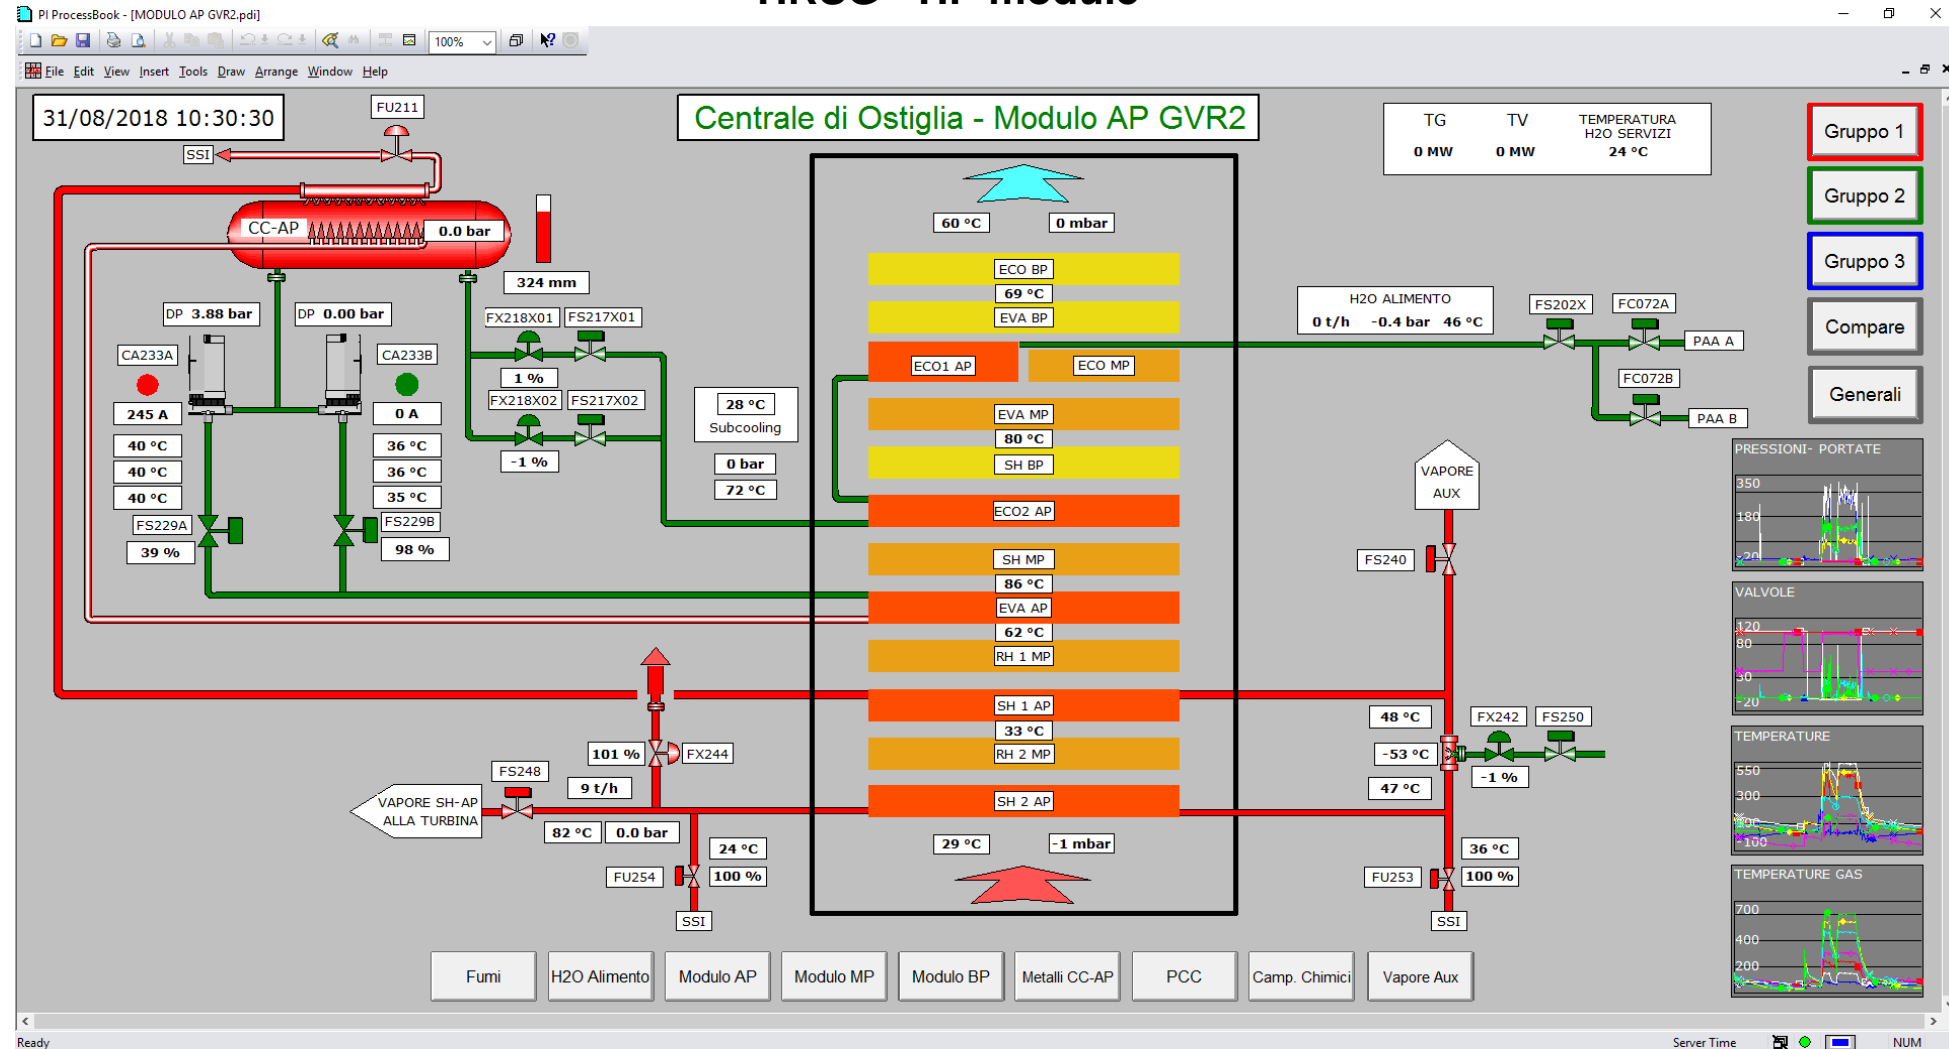 PI ProcessBook - [MODULO AP GVR2.pdi]
100%
File Edit View Insert Tools Draw Arrange Window Help
31/08/2018 10:30:30
FU211
Centrale di Ostiglia - Modulo AP GVR2
TG TV TEMPERATURA H2O SERVIZI
0 MW 0 MW 24 °C
Gruppo 1
Gruppo 2
Gruppo 3
Compare
Generali
SSI
CC-AP
0.0 bar
324 mm
60 °C 0 mbar
ECO BP
69 °C
EVA BP
ECO1 AP ECO MP
EVA MP
80 °C
SH BP
ECO2 AP
SH MP
86 °C
EVA AP
62 °C
RH 1 MP
SH 1 AP
33 °C
RH 2 MP
SH 2 AP
29 °C -1 mbar
DP 3.88 bar DP 0.00 bar
CA233A CA233B
245 A 0 A
40 °C 36 °C
40 °C 36 °C
40 °C 35 °C
FS229A FS229B
39 % 98 %
FX218X01 FS217X01
1 %
FX218X02 FS217X02
-1 %
28 °C
Subcooling
0 bar
72 °C
H2O ALIMENTO
0 t/h -0.4 bar 46 °C
FS202X FC072A
PAA A
FC072B
PAA B
VAPORE
AUX
FS240
48 °C FX242 FS250
-53 °C
-1 %
47 °C
36 °C
FU253 100 %
SSI
101 % FX244
FS248
9 t/h
VAPORE SH-AP
ALLA TURBINA
82 °C 0.0 bar
24 °C
FU254 100 %
SSI
PRESSIONI- PORTATE
350
180
-20
VALVOLE
120
80
30
-20
TEMPERATURE
550
300
-100
TEMPERATURE GAS
700
400
200
Fumi H2O Alimento Modulo AP Modulo MP Modulo BP Metalli CC-AP PCC Camp. Chimici Vapore Aux
Ready Server Time NUM